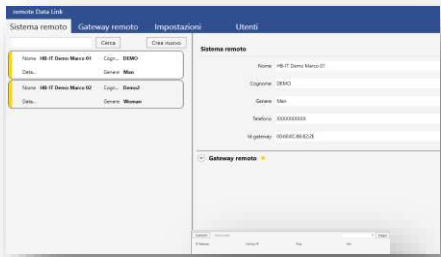 remote Data Link
Sistema remoto Gateway remoto Impostazioni Utenti
Cerca Crea nuovo
Nome HB-IT Demo Marco 01 Cogn... DEMO
Data... Genere Man
Nome HB-IT Demo Marco 02 Cogn... Demo2
Data... Genere Woman
Sistema remoto
Nome HB-IT Demo Marco 01
Cognome DEMO
Genere Man
Telefono
Id gateway
Gateway remoto